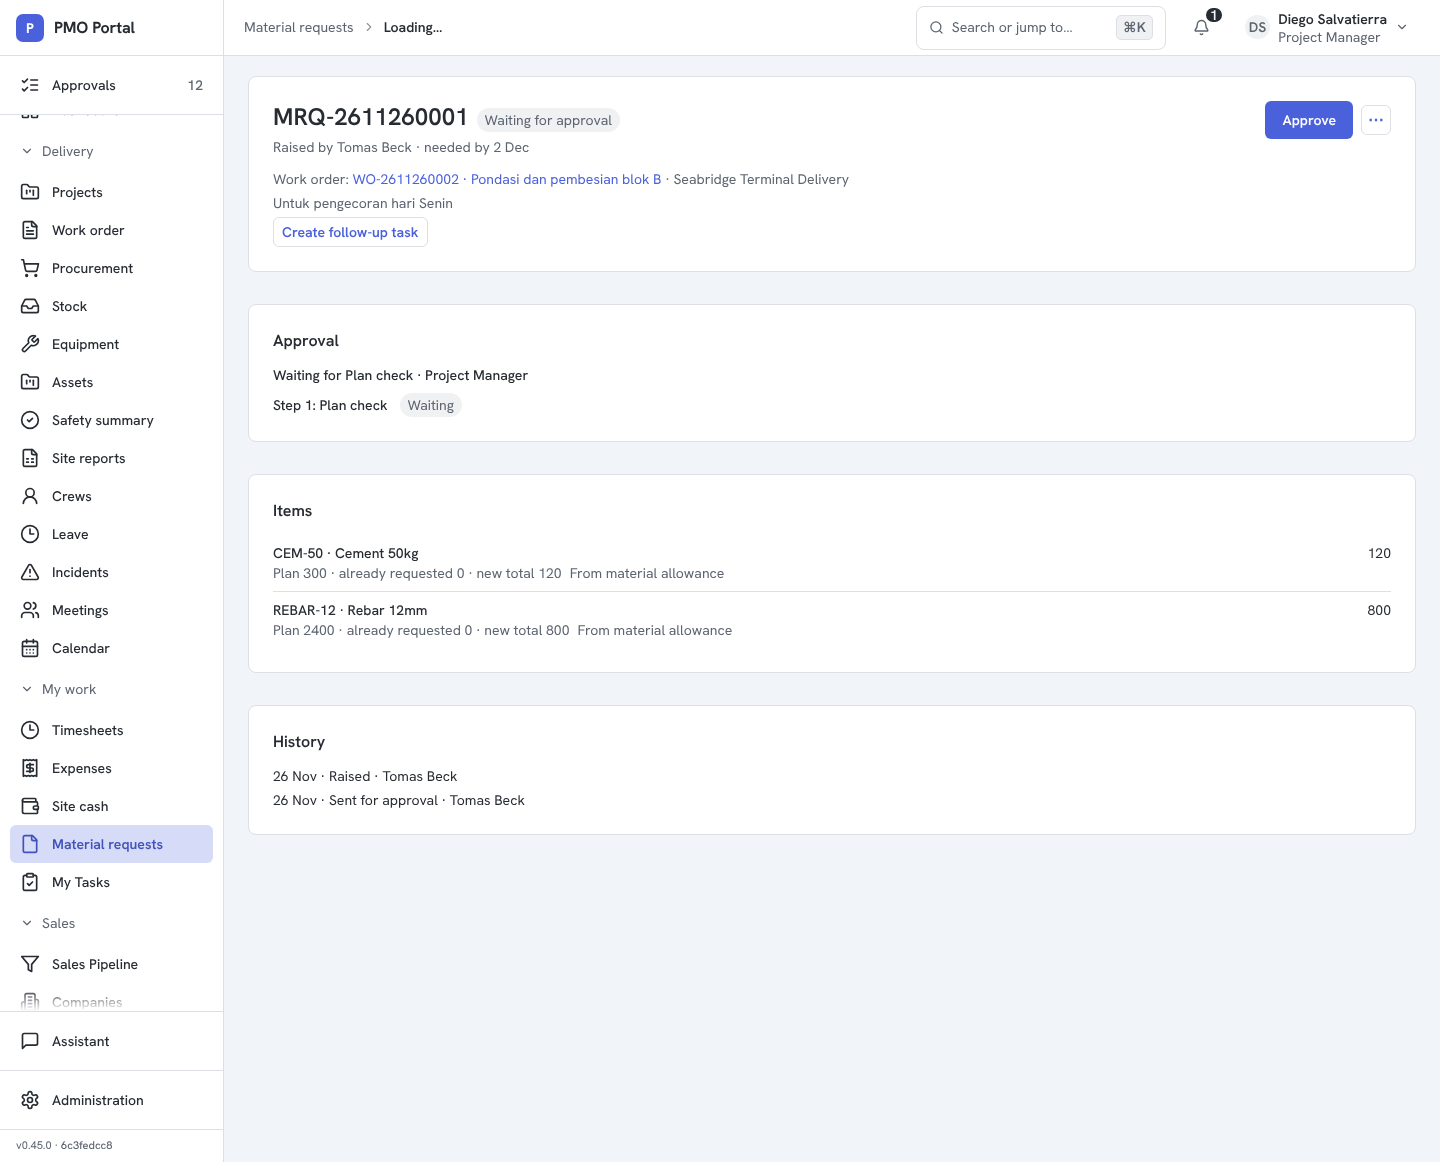 P PMO Portal
Material requests > Loading...
Search or jump to... ⌘K
1
DS
Diego Salvatierra
Project Manager
Approvals 12
Delivery
Projects
Work order
Procurement
Stock
Equipment
Assets
Safety summary
Site reports
Crews
Leave
Incidents
Meetings
Calendar
My work
Timesheets
Expenses
Site cash
Material requests
My Tasks
Sales
Sales Pipeline
Companies
Assistant
Administration
v0.45.0 · 6c3fedcc8
MRQ-2611260001 Waiting for approval
Approve
Raised by Tomas Beck · needed by 2 Dec
Work order: WO-2611260002 · Pondasi dan pembesian blok B · Seabridge Terminal Delivery
Untuk pengecoran hari Senin
Create follow-up task
Approval
Waiting for Plan check · Project Manager
Step 1: Plan check Waiting
Items
CEM-50 · Cement 50kg 120
Plan 300 · already requested 0 · new total 120 From material allowance
REBAR-12 · Rebar 12mm 800
Plan 2400 · already requested 0 · new total 800 From material allowance
History
26 Nov · Raised · Tomas Beck
26 Nov · Sent for approval · Tomas Beck